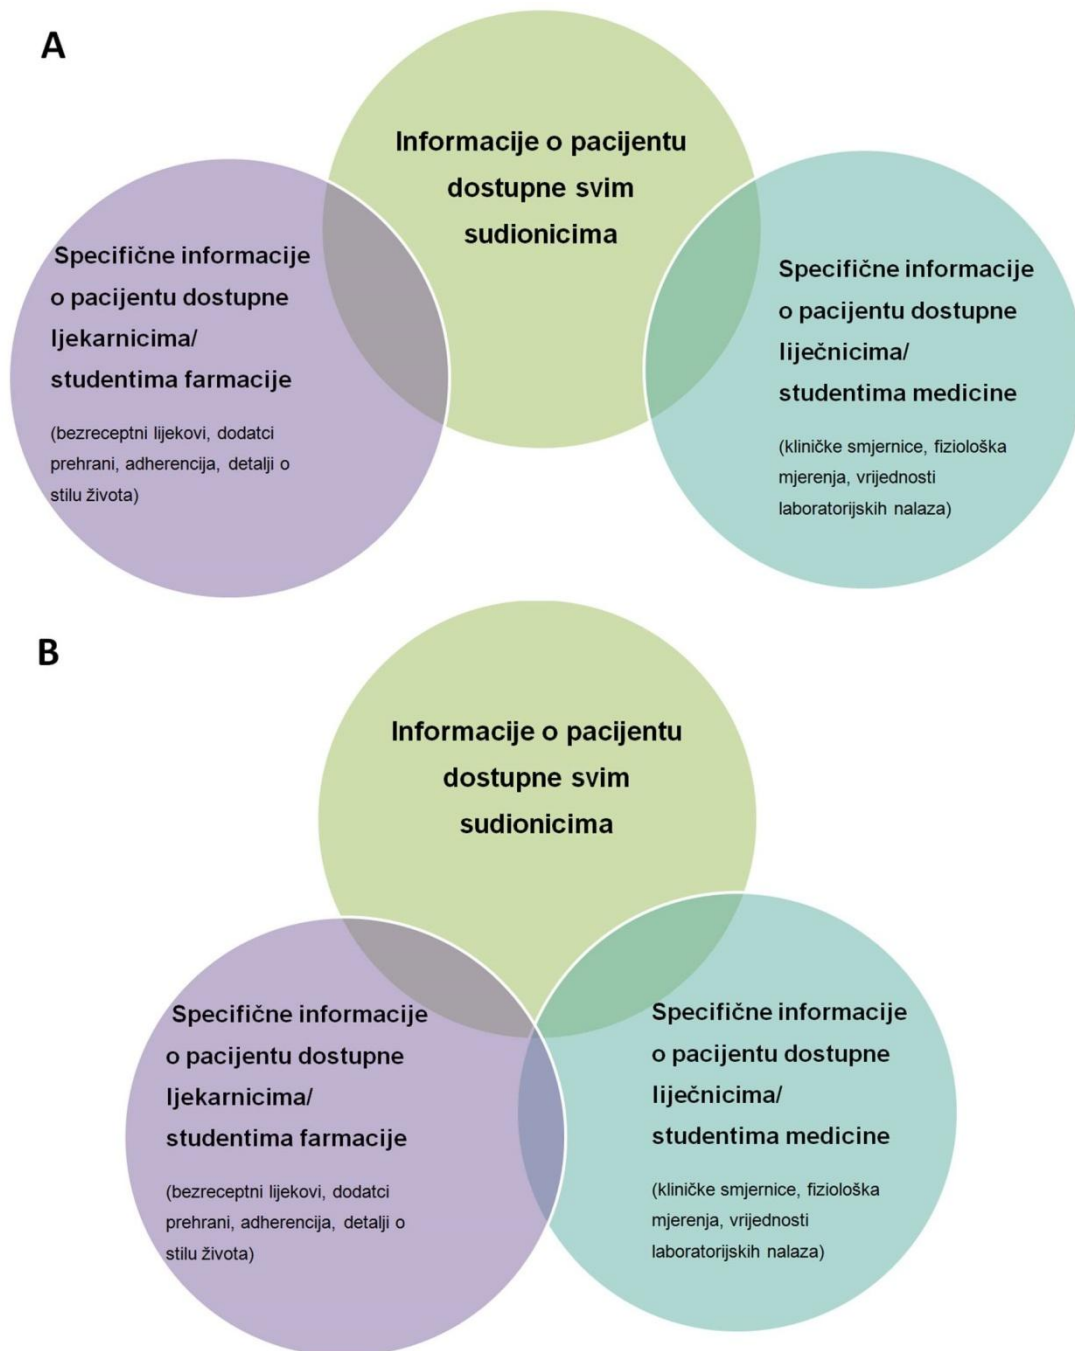 A
Informacije o pacijentu
dostupne svim
sudionicima
Specifične informacije
o pacijentu dostupne
ljekarnicima/
studentima farmacije
(bezreceptni lijekovi, dodatci
prehrani, adherencija, detalji o
stilu života)
Specifične informacije
o pacijentu dostupne
liječnicima/
studentima medicine
(kliničke smjernice, fiziološka
mjerenja, vrijednosti
laboratorijskih nalaza)
B
Informacije o pacijentu
dostupne svim
sudionicima
Specifične informacije
o pacijentu dostupne
ljekarnicima/
studentima farmacije
(bezreceptni lijekovi, dodatci
prehrani, adherencija, detalji o
stilu života)
Specifične informacije
o pacijentu dostupne
liječnicima/
studentima medicine
(kliničke smjernice, fiziološka
mjerenja, vrijednosti
laboratorijskih nalaza)